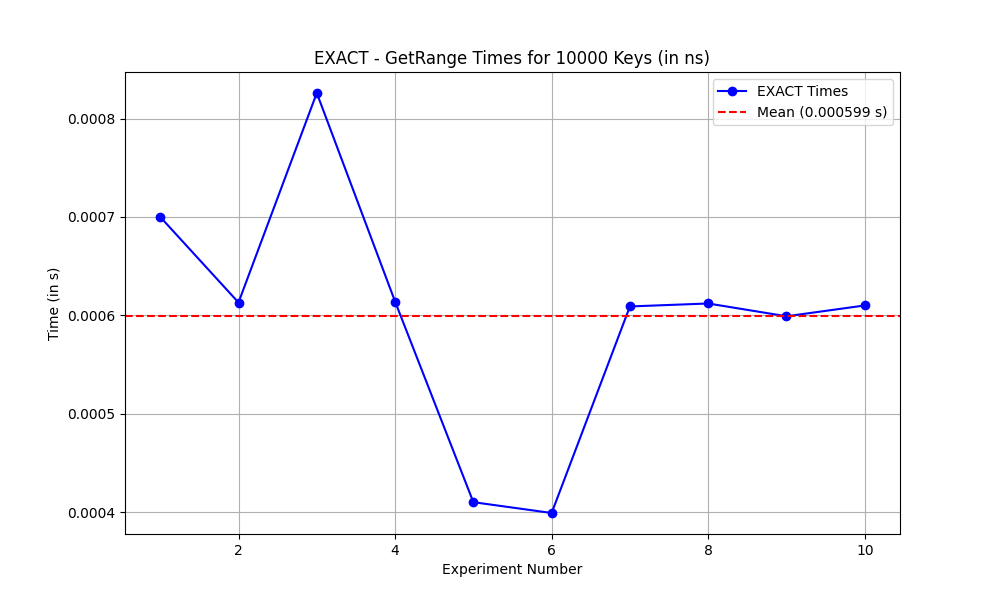 EXACT - GetRange Times for 10000 Keys (in ns)
EXACT Times
Mean (0.000599 s)
Time (in s)
0.0008
0.0007
0.0006
0.0005
0.0004
2 4 6 8 10
Experiment Number